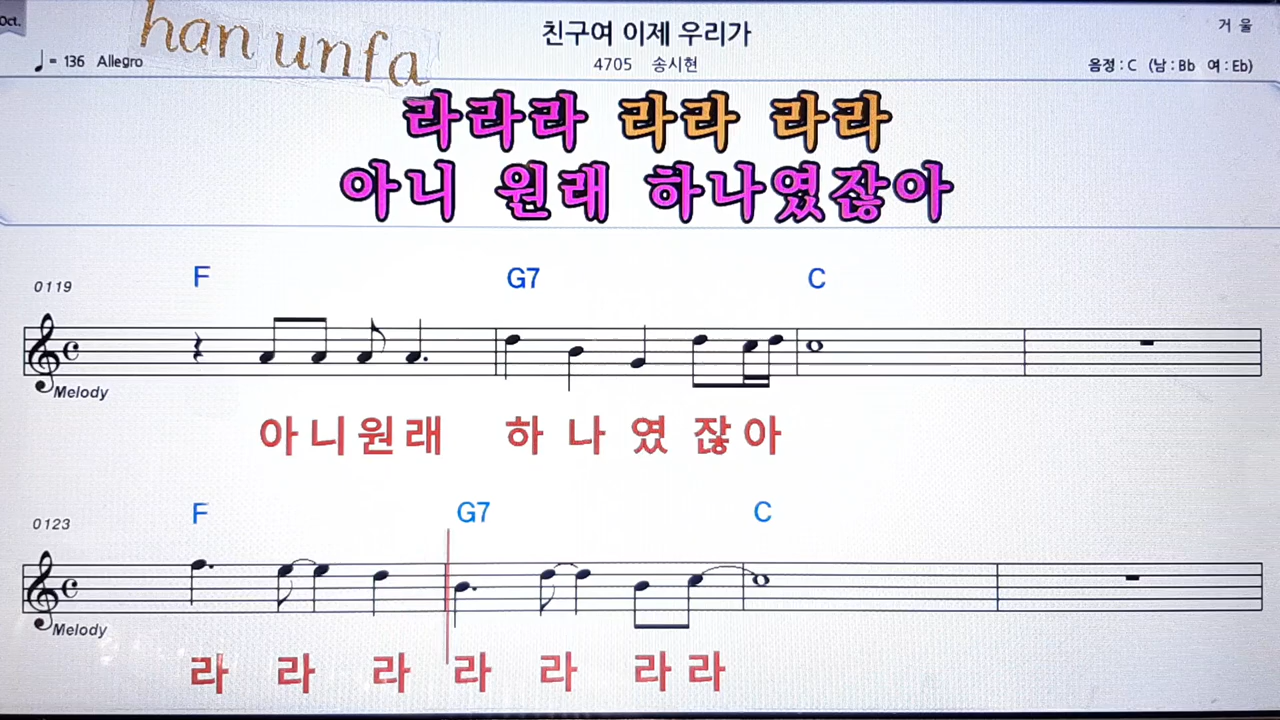 Oct.
han unfa
친구여 이제 우리가
거 울
♩= 136 Allegro
4705 송시현
음정 : C (남 : Bb 여 : Eb)
라라라 라라 라라
아니 원래 하나였잖아
F G7 C
0119
Melody
아니원래 하 나 였 잖 아
F G7 C
0123
Melody
라 라 라 라 라 라 라